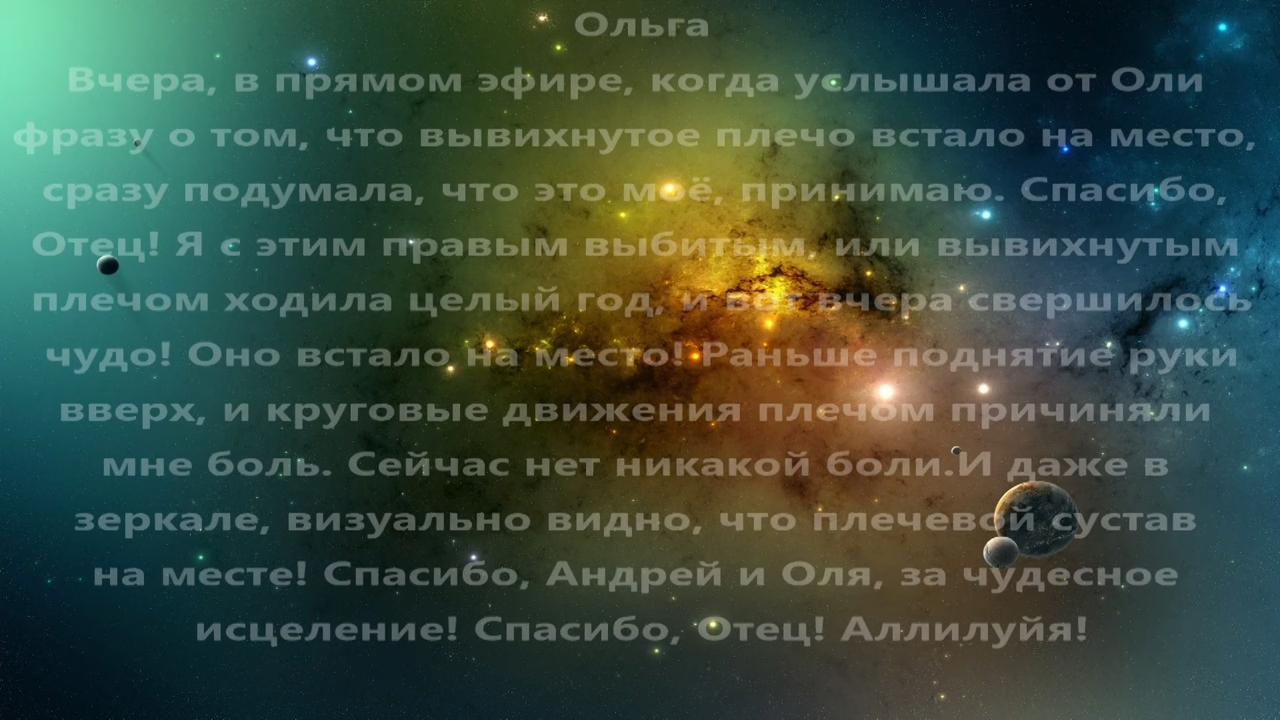 Ольга
Вчера, в прямом эфире, когда услышала от Оли
фразу о том, что вывихнутое плечо встало на место,
сразу подумала, что это моё, принимаю. Спасибо,
Отец! Я с этим правым выбитым, или вывихнутым
плечом ходила целый год, и вот вчера свершилось
чудо! Оно встало на место! Раньше поднятие руки
вверх, и круговые движения плечом причиняли
мне боль. Сейчас нет никакой боли.И даже в
зеркале, визуально видно, что плечевой сустав
на месте! Спасибо, Андрей и Оля, за чудесное
исцеление! Спасибо, Отец! Аллилуйя!